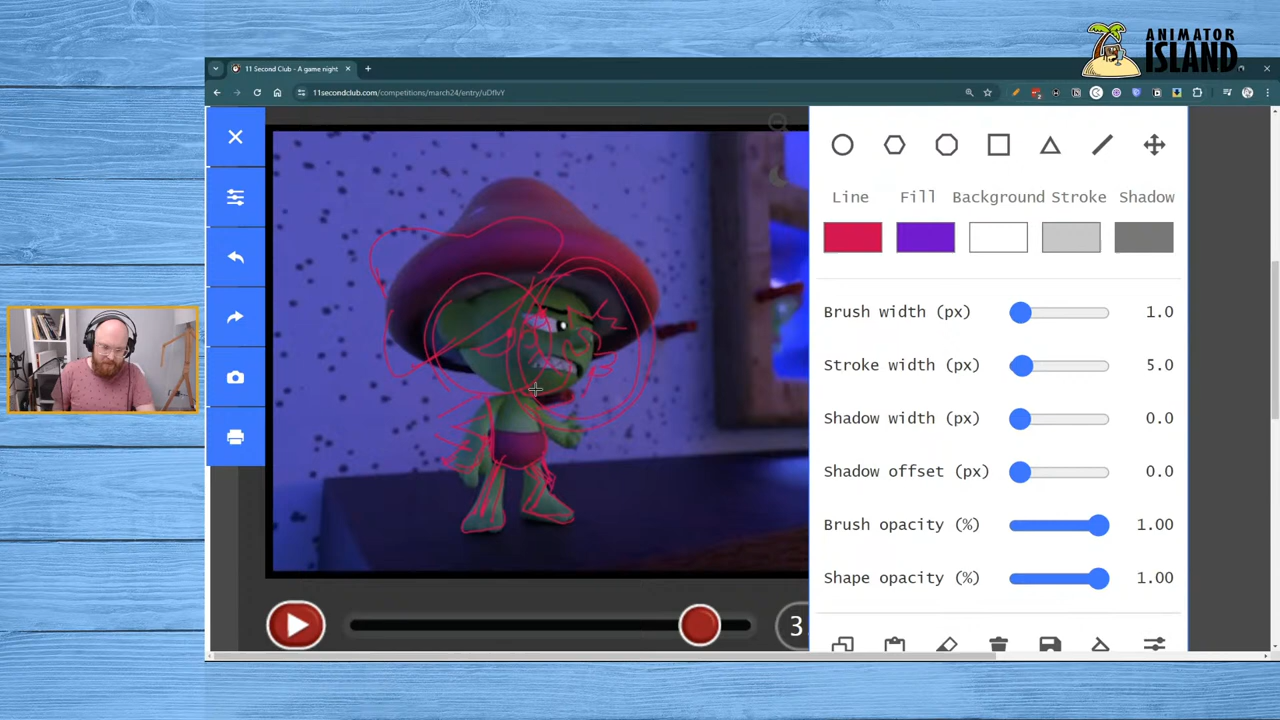 ANIMATOR
ISLAND
11 Second Club - A game night
11secondclub.com/competitions/march24/entry/uDflvY
Line Fill Background Stroke Shadow
Brush width (px) 1.0
Stroke width (px) 5.0
Shadow width (px) 0.0
Shadow offset (px) 0.0
Brush opacity (%) 1.00
Shape opacity (%) 1.00
3